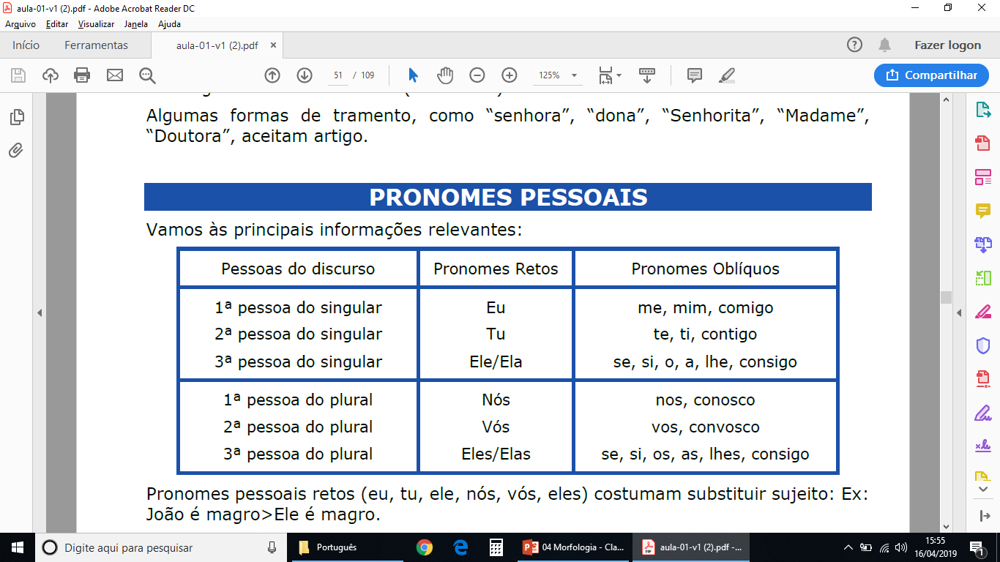 aula-01-v1 (2).pdf - Adobe Acrobat Reader DC
Arquivo Editar Visualizar Janela Ajuda
Início Ferramentas aula-01-v1 (2).pdf Fazer logon
51 / 109 125% Compartilhar
Algumas formas de tramento, como “senhora”, “dona”, “Senhorita”, “Madame”,
“Doutora”, aceitam artigo.
PRONOMES PESSOAIS
Vamos às principais informações relevantes:
Pessoas do discurso Pronomes Retos Pronomes Oblíquos
1ª pessoa do singular Eu me, mim, comigo
2ª pessoa do singular Tu te, ti, contigo
3ª pessoa do singular Ele/Ela se, si, o, a, lhe, consigo
1ª pessoa do plural Nós nos, conosco
2ª pessoa do plural Vós vos, convosco
3ª pessoa do plural Eles/Elas se, si, os, as, lhes, consigo
Pronomes pessoais retos (eu, tu, ele, nós, vós, eles) costumam substituir sujeito: Ex:
João é magro>Ele é magro.
Digite aqui para pesquisar Português 04 Morfologia - Cla... aula-01-v1 (2).pdf -... 15:55
16/04/2019 1